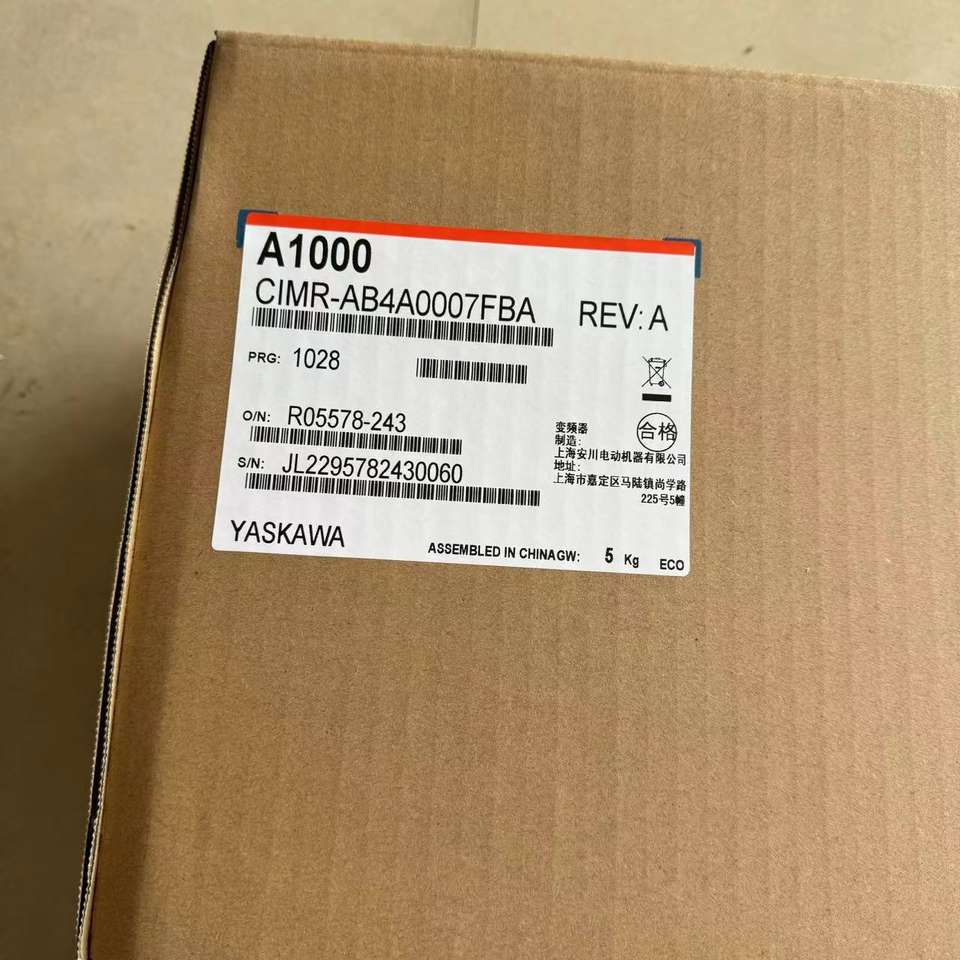 A1000
CIMR-AB4A0007FBA REV: A
PRG: 1028
O/N: R05578-243
S/N: JL2295782430060
变频器
制造:
上海安川电动机器有限公司
地址:
上海市嘉定区马陆镇尚学路
225号5幢
合格
YASKAWA
ASSEMBLED IN CHINA GW: 5 Kg ECO